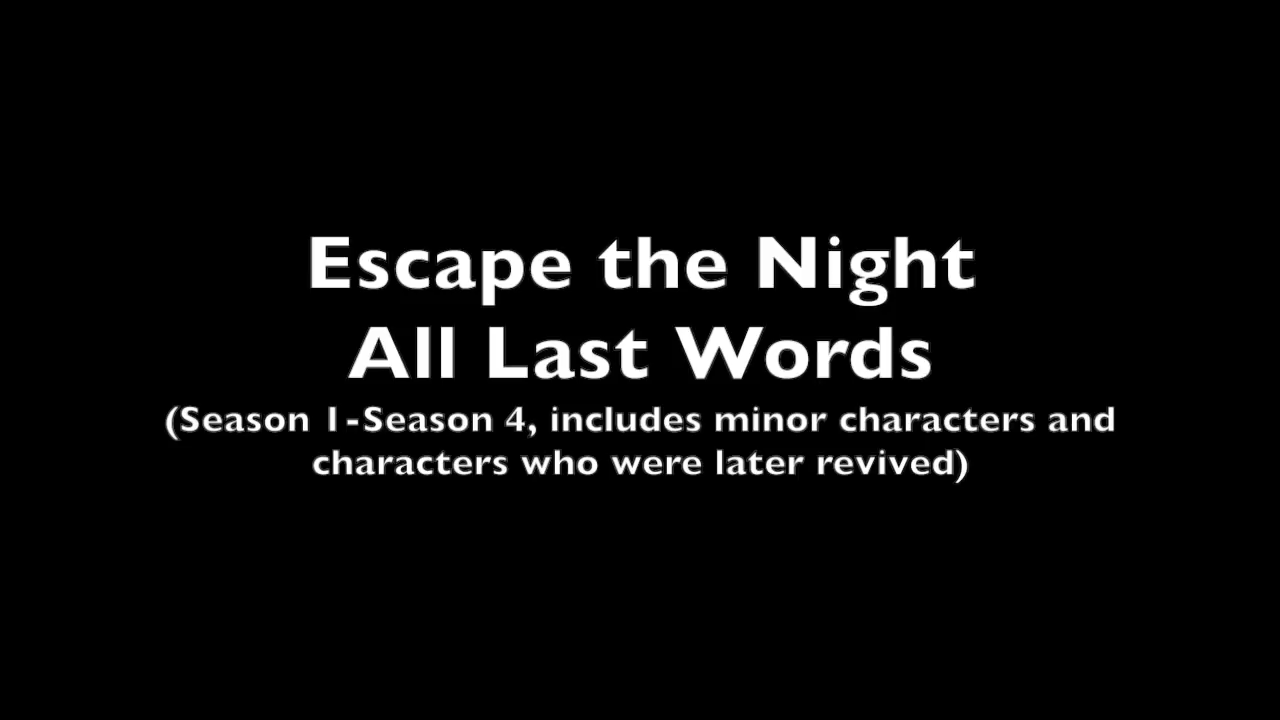 Escape the Night
All Last Words
(Season 1-Season 4, includes minor characters and
characters who were later revived)